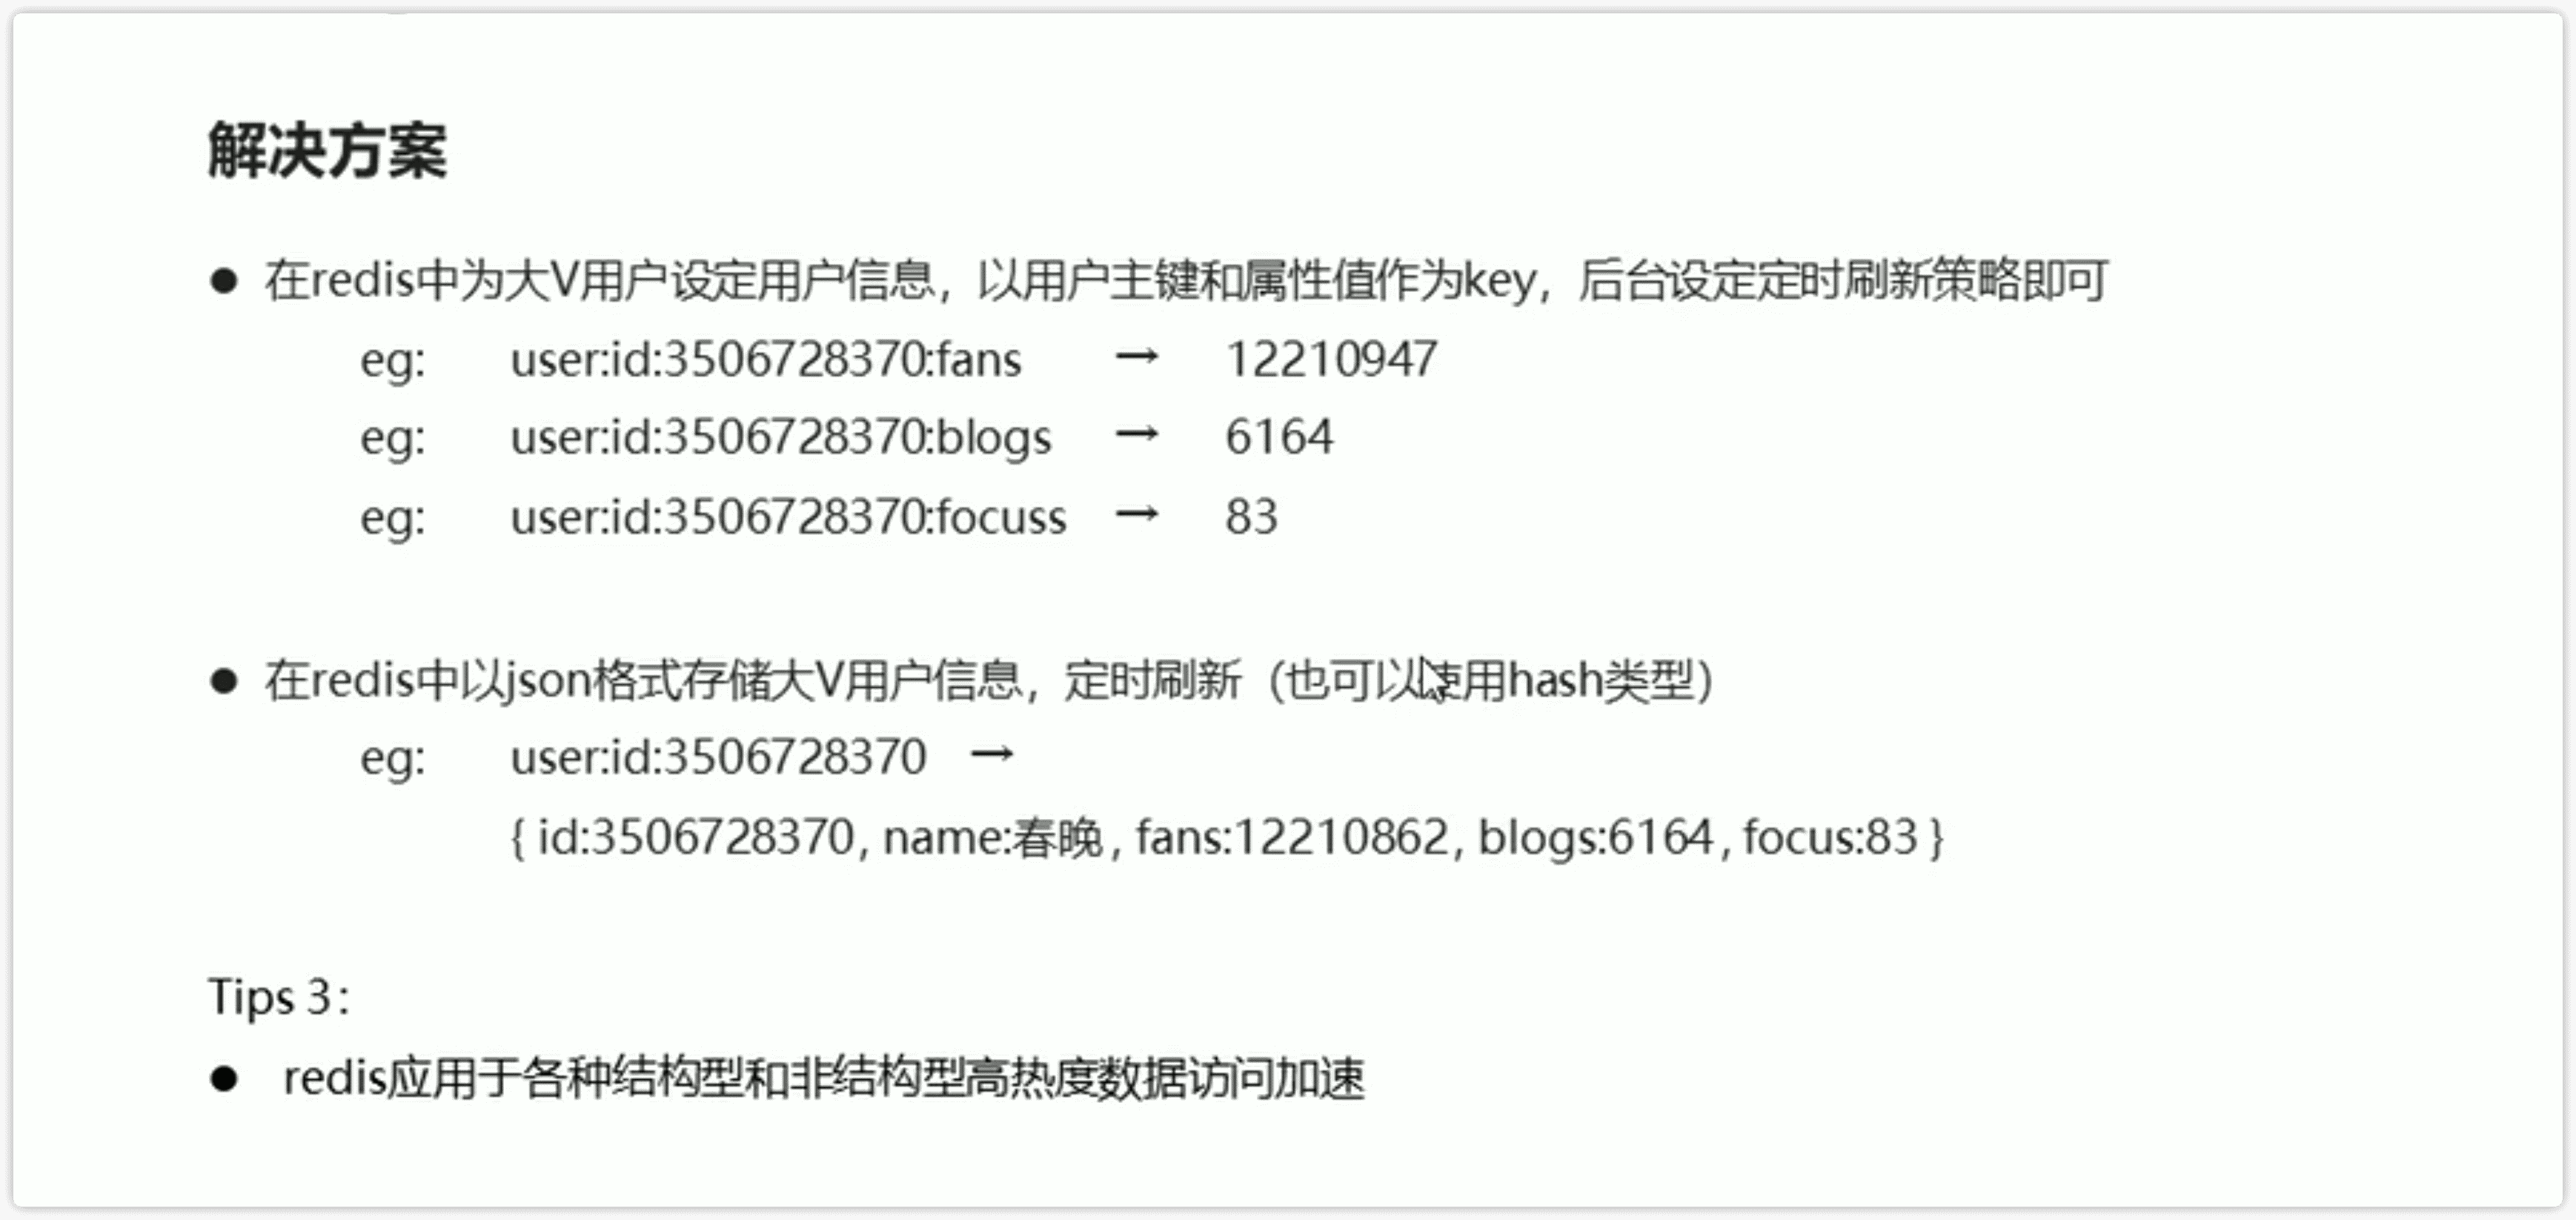 解决方案
● 在redis中为大V用户设定用户信息，以用户主键和属性值作为key，后台设定定时刷新策略即可
eg: user:id:3506728370:fans → 12210947
eg: user:id:3506728370:blogs → 6164
eg: user:id:3506728370:focuss → 83
● 在redis中以json格式存储大V用户信息，定时刷新（也可以使用hash类型）
eg: user:id:3506728370 →
{ id:3506728370, name:春晚, fans:12210862, blogs:6164, focus:83 }
Tips 3：
● redis应用于各种结构型和非结构型高热度数据访问加速